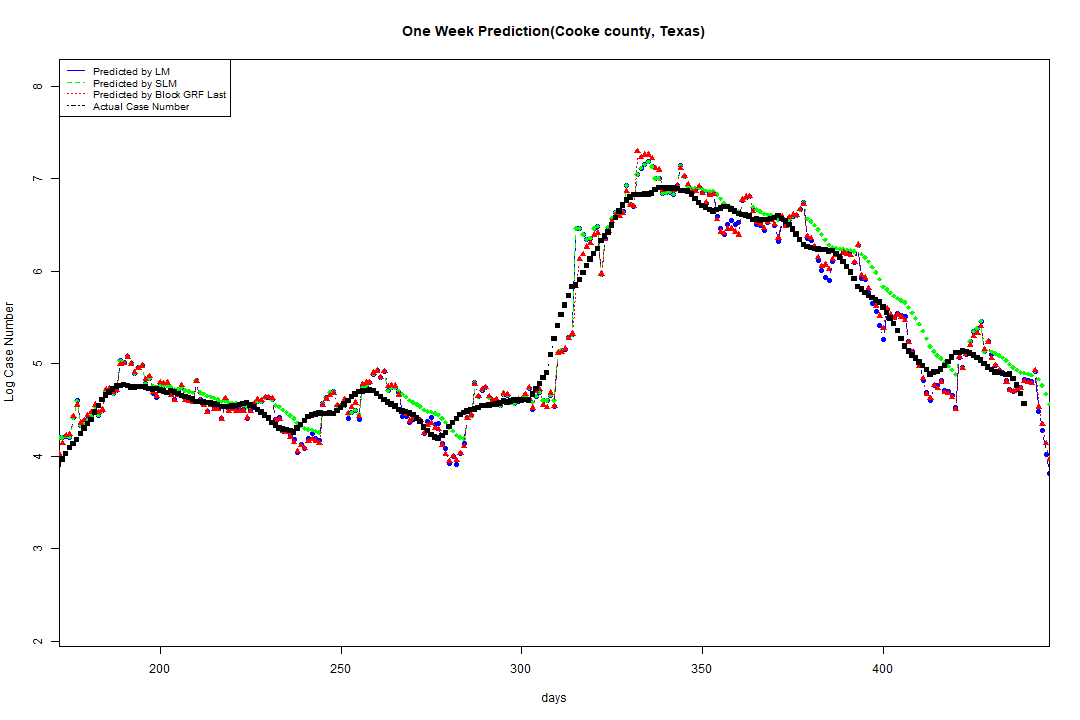 One Week Prediction(Cooke county, Texas)
Predicted by LM
Predicted by SLM
Predicted by Block GRF Last
Actual Case Number
8
7
6
5
4
3
2
Log Case Number
200 250 300 350 400
days